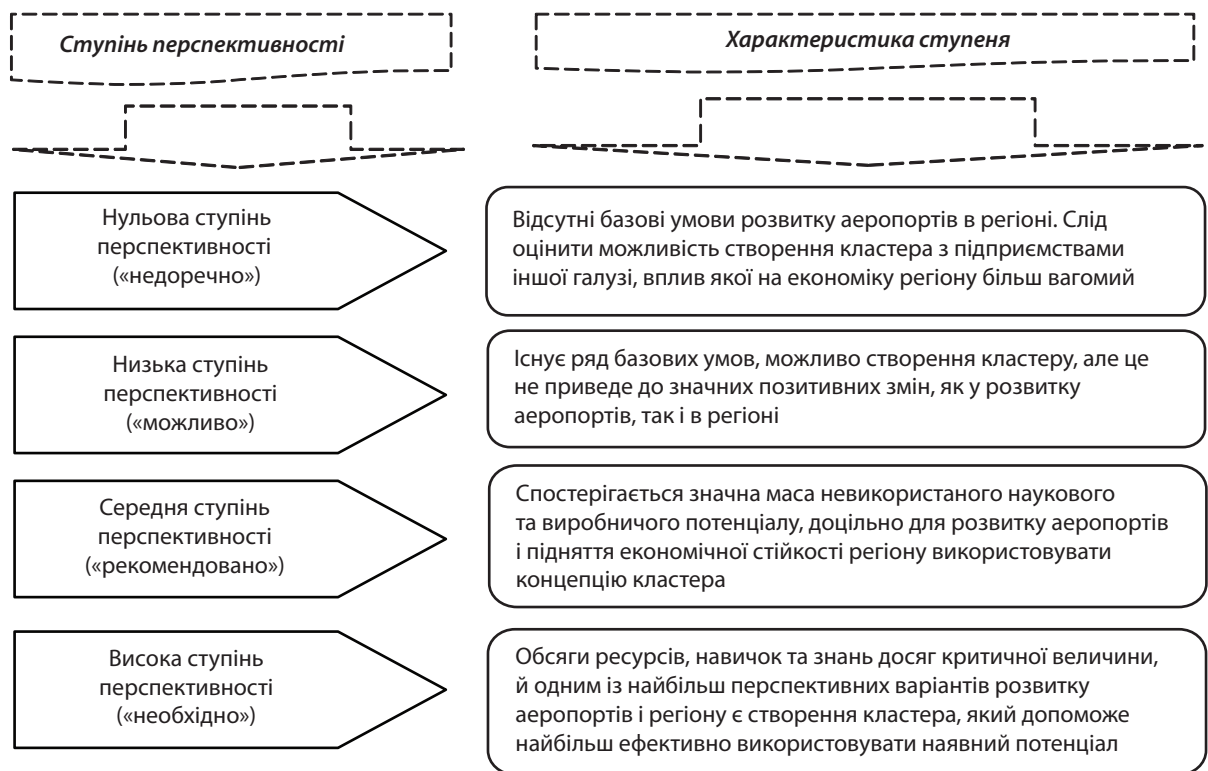 Ступінь перспективності
Характеристика ступеня
Нульова ступінь
перспективності
(«недоречно»)
Відсутні базові умови розвитку аеропортів в регіоні. Слід
оцінити можливість створення кластера з підприємствами
іншої галузі, вплив якої на економіку регіону більш вагомий
Низька ступінь
перспективності
(«можливо»)
Існує ряд базових умов, можливо створення кластеру, але це
не приведе до значних позитивних змін, як у розвитку
аеропортів, так і в регіоні
Середня ступінь
перспективності
(«рекомендовано»)
Спостерігається значна маса невикористаного наукового
та виробничого потенціалу, доцільно для розвитку аеропортів
і підняття економічної стійкості регіону використовувати
концепцію кластера
Висока ступінь
перспективності
(«необхідно»)
Обсяги ресурсів, навичок та знань досяг критичної величини,
й одним із найбільш перспективних варіантів розвитку
аеропортів і регіону є створення кластера, який допоможе
найбільш ефективно використовувати наявний потенціал